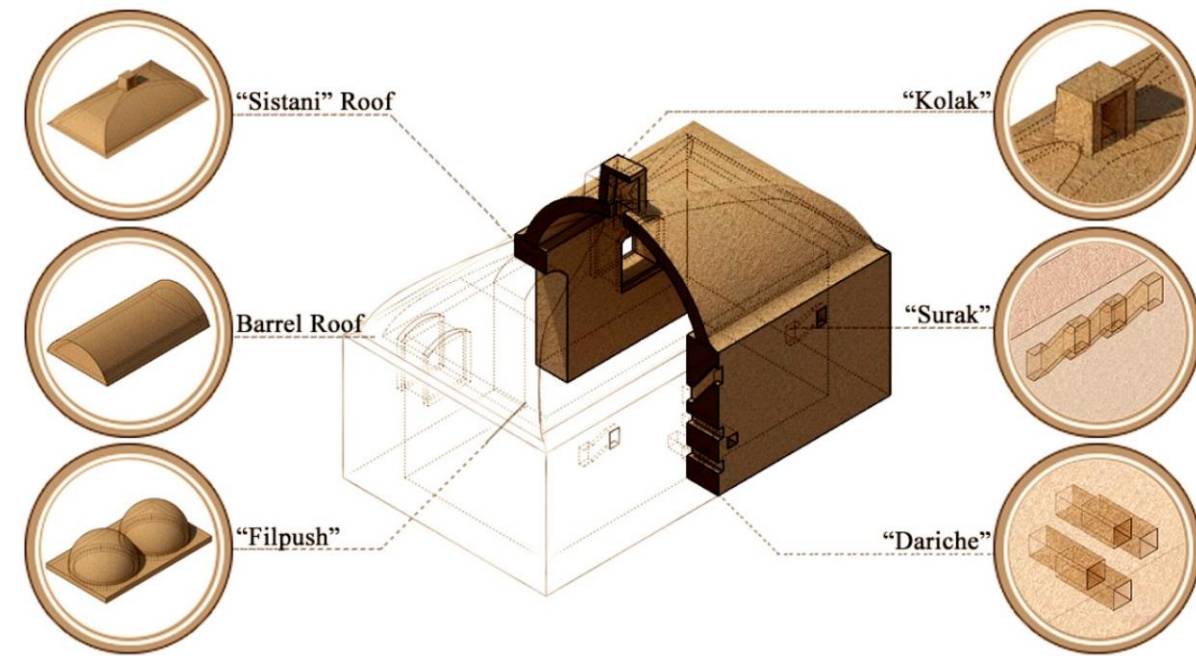 “Sistani” Roof
“Kolak”
Barrel Roof
“Surak”
“Filpush”
“Dariche”